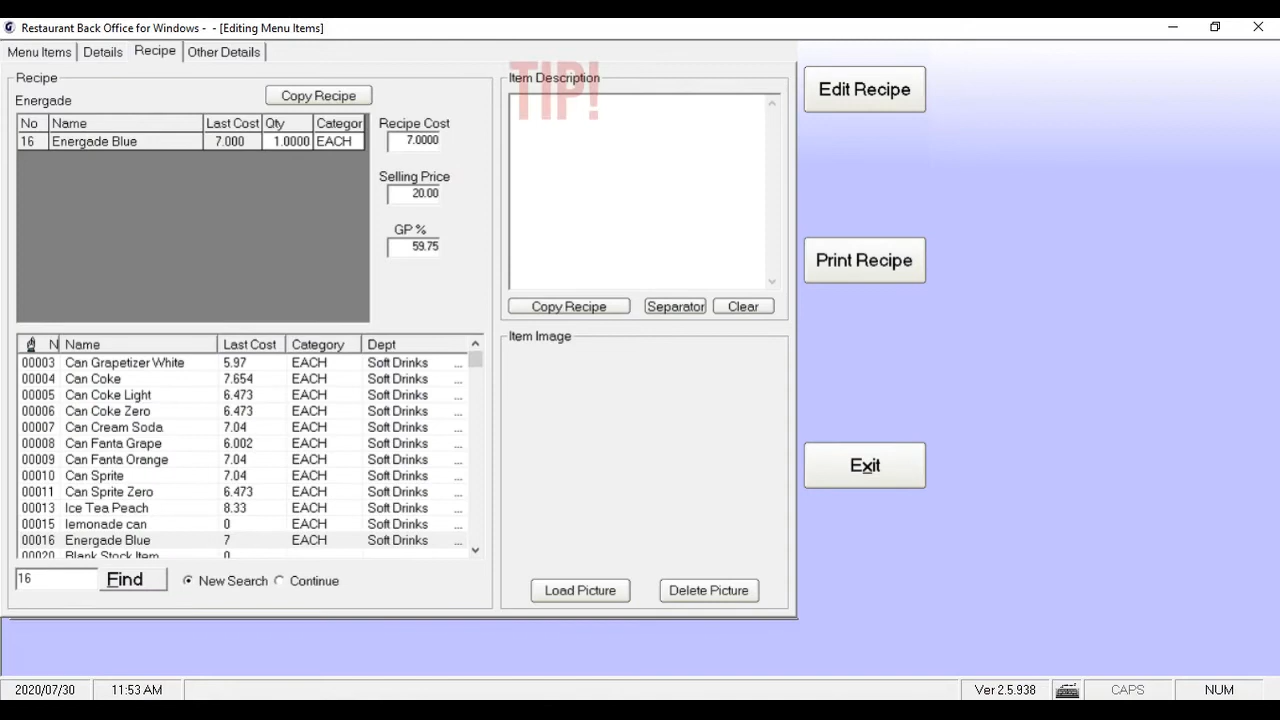 Restaurant Back Office for Windows - - [Editing Menu Items]
Menu Items Details Recipe Other Details
Recipe
Energade
Copy Recipe
No Name Last Cost Qty Categor
16 Energade Blue 7.000 1.0000 EACH
Recipe Cost
7.0000
Selling Price
20.00
GP %
59.75
N Name Last Cost Category Dept
00003 Can Grapetizer White 5.97 EACH Soft Drinks ...
00004 Can Coke 7.654 EACH Soft Drinks ...
00005 Can Coke Light 6.473 EACH Soft Drinks ...
00006 Can Coke Zero 6.473 EACH Soft Drinks ...
00007 Can Cream Soda 7.04 EACH Soft Drinks ...
00008 Can Fanta Grape 6.002 EACH Soft Drinks ...
00009 Can Fanta Orange 7.04 EACH Soft Drinks ...
00010 Can Sprite 7.04 EACH Soft Drinks ...
00011 Can Sprite Zero 6.473 EACH Soft Drinks ...
00013 Ice Tea Peach 8.33 EACH Soft Drinks ...
00015 lemonade can 0 EACH Soft Drinks ...
00016 Energade Blue 7 EACH Soft Drinks ...
00020 Blank Stock Item 0
16 Find New Search Continue
TIP!
Item Description
Copy Recipe Separator Clear
Item Image
Load Picture Delete Picture
Edit Recipe
Print Recipe
Exit
2020/07/30 11:53 AM Ver 2.5.938 CAPS NUM